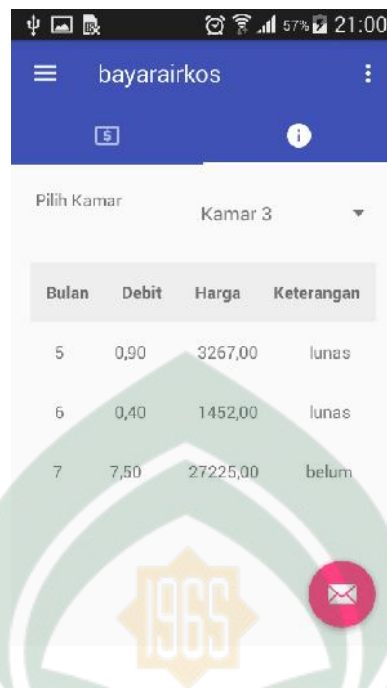 57% 21:00
bayarairkos
Pilih Kamar Kamar 3
Bulan Debit Harga Keterangan
5 0,90 3267,00 lunas
6 0,40 1452,00 lunas
7 7,50 27225,00 belum
1965